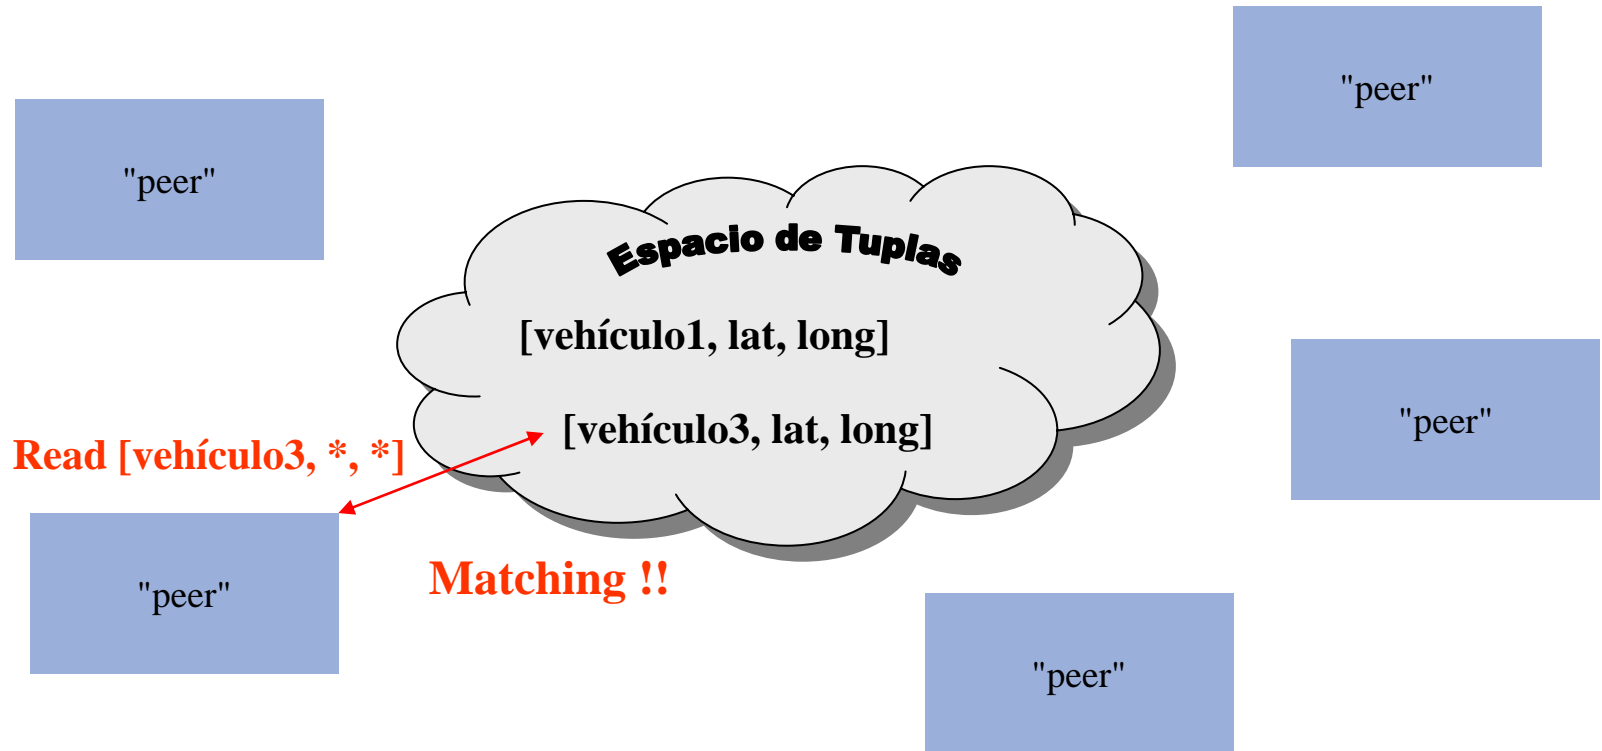 "peer"
"peer"
Espacio de Tuplas
[vehículo1, lat, long]
[vehículo3, lat, long]
"peer"
Read [vehículo3, *, *]
Matching !!
"peer"
"peer"